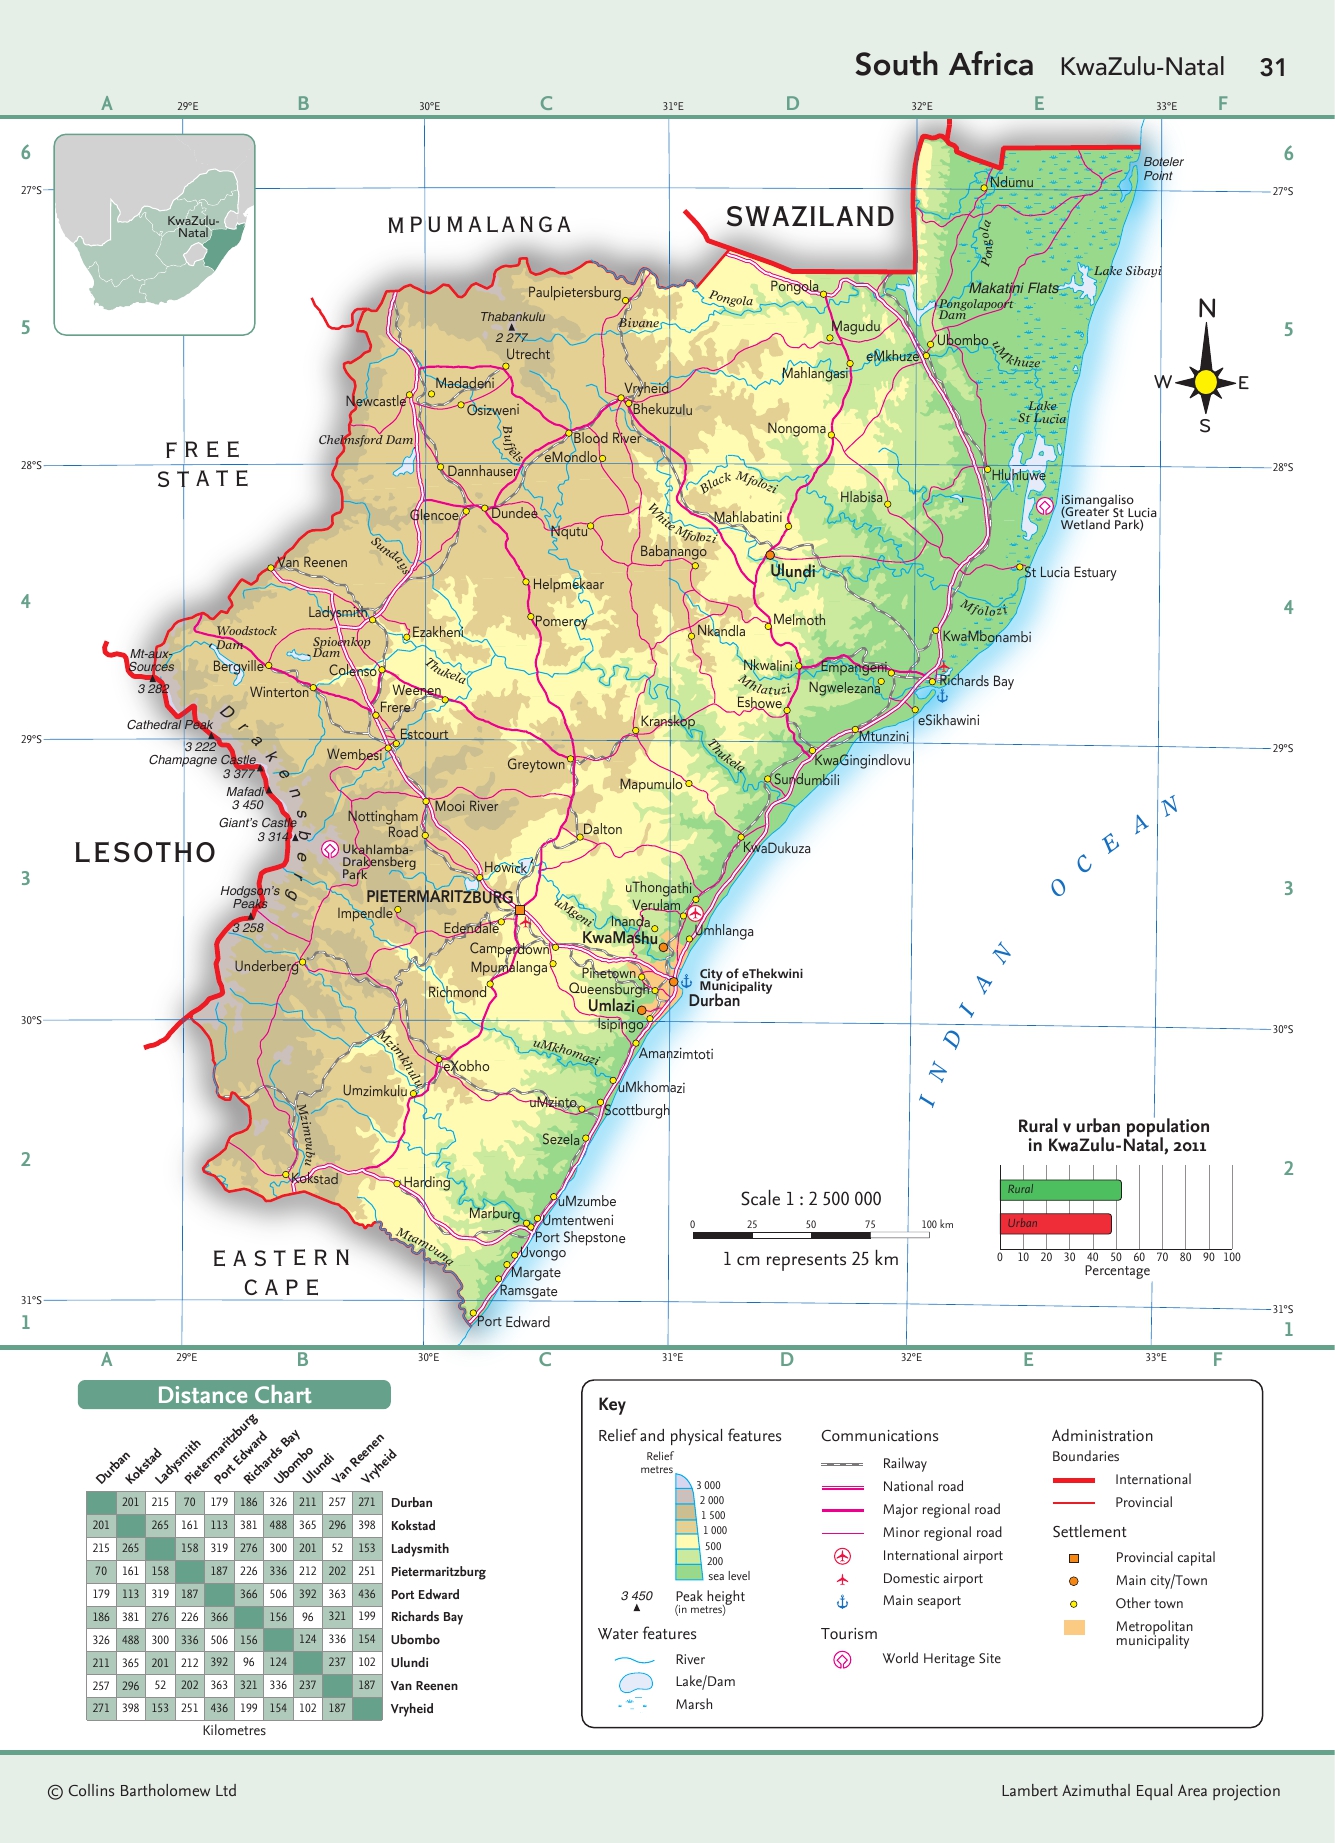 South Africa KwaZulu-Natal 31
A B C D E F
29°E 30°E 31°E 32°E 33°E
6 6
27°S 27°S
KwaZulu-
Natal
MPUMALANGA
SWAZILAND
Ndumu
Boteler
Point
Pongola
Lake Sibayi
Makatini Flats
Pongolapoort
Dam
5 5
Paulpietersburg
Pongola
Pongola
Thabankulu
2 277
Bivane
Magudu
Ubombo
uMkhuze
eMkhuze
Utrecht
Mahlangasi
Madadeni
Newcastle
Osizweni
Vryheid
Bhekuzulu
Lake
St Lucia
N
W E
S
FREE
STATE
Chelmsford Dam
Buffels
Blood River
Nongoma
eMondlo
28°S 28°S
Dannhauser
Hluhluwe
Black Mfolozi
Hlabisa
iSimangaliso
(Greater St Lucia
Wetland Park)
Glencoe
Dundee
White Mfolozi
Mahlabatini
Nqutu
Babanango
Sundays
Van Reenen
Ulundi
St Lucia Estuary
Helpmekaar
4 4
Ladysmith
Pomeroy
Mfolozi
Melmoth
Woodstock
Dam
Spioenkop
Dam
Ezakheni
Nkandla
KwaMbonambi
Mt-aux-
Sources
3 282
Bergville
Colenso
Thukela
Nkwalini
Empangeni
Winterton
Weenen
Mhlatuzi
Ngwelezana
Richards Bay
Eshowe
Frere
Drakensberg
Cathedral Peak
3 222
Kranskop
eSikhawini
Estcourt
Mtunzini
29°S 29°S
Wembesi
Thukela
Champagne Castle
3 377
Greytown
KwaGingindlovu
Mapumulo
Sundumbili
Mafadi
3 450
Mooi River
Giant's Castle
3 314
Nottingham
Road
Dalton
LESOTHO
Ukahlamba-
Drakensberg
Park
KwaDukuza
Howick
3 3
Hodgson's
Peaks
3 258
PIETERMARITZBURG
uThongathi
Impendle
uMgeni
Verulam
Edendale
Inanda
Umhlanga
KwaMashu
Camperdown
Underberg
Mpumalanga
Pinetown
City of eThekwini
Municipality
Queensburgh
Durban
Richmond
Umlazi
Isipingo
30°S 30°S
INDIAN OCEAN
Mzimkhulu
uMkhomazi
Amanzimtoti
eXobho
Umzimkulu
uMkhomazi
uMzinto
Scottburgh
Mzimvubu
Sezela
2 2
Kokstad
Harding
uMzumbe
Marburg
Umtentweni
Port Shepstone
Mtamvuna
Uvongo
Margate
Ramsgate
EASTERN
CAPE
31°S 31°S
Port Edward
1 1
Rural v urban population
in KwaZulu-Natal, 2011
Rural
Urban
0 10 20 30 40 50 60 70 80 90 100
Percentage
Scale 1 : 2 500 000
0 25 50 75 100 km
1 cm represents 25 km
29°E 30°E 31°E 32°E 33°E
A B C D E F
Distance Chart
Durban Kokstad Ladysmith Pietermaritzburg Port Edward Richards Bay Ubombo Ulundi Van Reenen Vryheid
201 215 70 179 186 326 211 257 271 Durban
201 265 161 113 381 488 365 296 398 Kokstad
215 265 158 319 276 300 201 52 153 Ladysmith
70 161 158 187 226 336 212 202 251 Pietermaritzburg
179 113 319 187 366 506 392 363 436 Port Edward
186 381 276 226 366 156 96 321 199 Richards Bay
326 488 300 336 506 156 124 336 154 Ubombo
211 365 201 212 392 96 124 237 102 Ulundi
257 296 52 202 363 321 336 237 187 Van Reenen
271 398 153 251 436 199 154 102 187 Vryheid
Kilometres
Key
Relief and physical features
Relief
metres
3 000
2 000
1 500
1 000
500
200
sea level
3 450 Peak height
(in metres)
Water features
River
Lake/Dam
Marsh
Communications
Railway
National road
Major regional road
Minor regional road
International airport
Domestic airport
Main seaport
Tourism
World Heritage Site
Administration
Boundaries
International
Provincial
Settlement
Provincial capital
Main city/Town
Other town
Metropolitan
municipality
© Collins Bartholomew Ltd
Lambert Azimuthal Equal Area projection